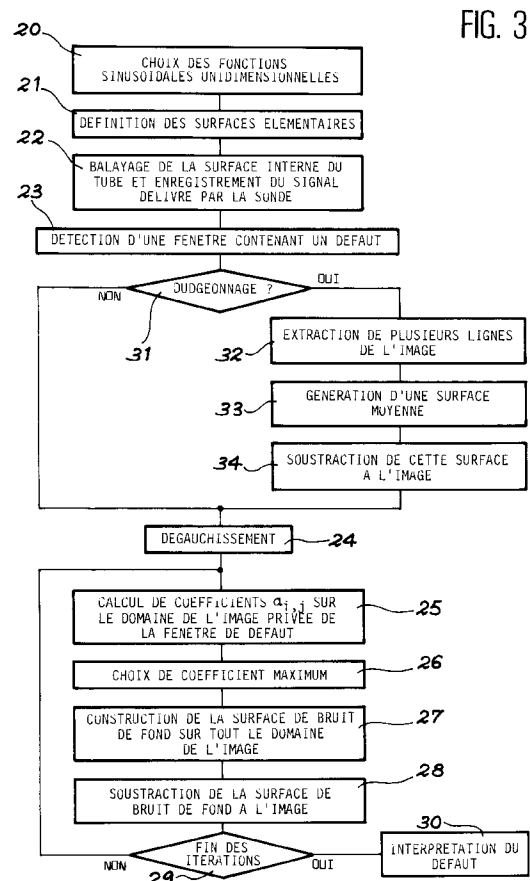 FIG. 3
20
CHOIX DES FONCTIONS
SINUSOIDALES UNIDIMENSIONNELLES
21
DEFINITION DES SURFACES ELEMENTAIRES
22
BALAYAGE DE LA SURFACE INTERNE DU
TUBE ET ENREGISTREMENT DU SIGNAL
DELIVRE PAR LA SONDE
23
DETECTION D'UNE FENETRE CONTENANT UN DEFAUT
NON
DUDGEONNAGE ?
OUI
31
32
EXTRACTION DE PLUSIEURS LIGNES
DE L'IMAGE
33
GENERATION D'UNE SURFACE
MOYENNE
34
SOUSTRACTION DE CETTE SURFACE
A L'IMAGE
DEGAUCHISSEMENT
24
CALCUL DE COEFFICIENTS ai,j SUR
LE DOMAINE DE L'IMAGE PRIVÉE DE
LA FENETRE DE DEFAUT
25
CHOIX DE COEFFICIENT MAXIMUM
26
CONSTRUCTION DE LA SURFACE DE BRUIT
DE FOND SUR TOUT LE DOMAINE
DE L'IMAGE
27
SOUSTRACTION DE LA SURFACE DE
BRUIT DE FOND A L'IMAGE
28
NON
FIN DES
ITERATIONS
OUI
29
30
INTERPRETATION DU
DEFAUT